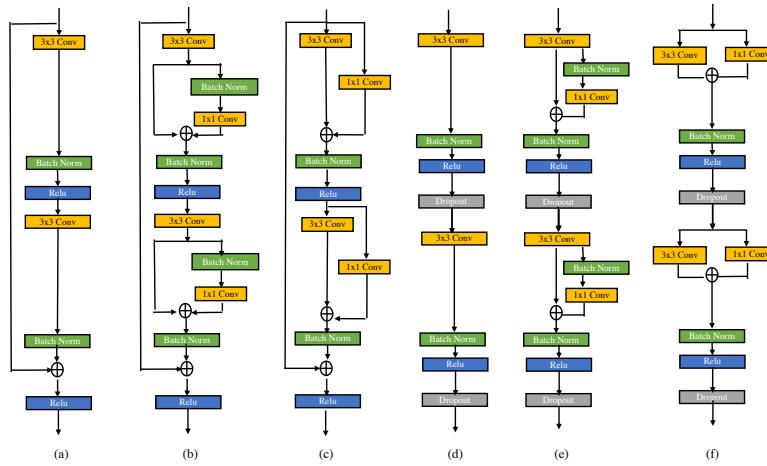 3x3 Conv
Batch Norm
Relu
3x3 Conv
Batch Norm
Relu
(a)
3x3 Conv
Batch Norm
1x1 Conv
Batch Norm
Relu
3x3 Conv
Batch Norm
1x1 Conv
Batch Norm
Relu
(b)
3x3 Conv
1x1 Conv
Batch Norm
Relu
3x3 Conv
1x1 Conv
Batch Norm
Relu
(c)
3x3 Conv
Batch Norm
Relu
Dropout
3x3 Conv
Batch Norm
Relu
Dropout
(d)
3x3 Conv
Batch Norm
1x1 Conv
Batch Norm
Relu
Dropout
3x3 Conv
Batch Norm
1x1 Conv
Batch Norm
Relu
Dropout
(e)
3x3 Conv
1x1 Conv
Batch Norm
Relu
Dropout
3x3 Conv
1x1 Conv
Batch Norm
Relu
Dropout
(f)